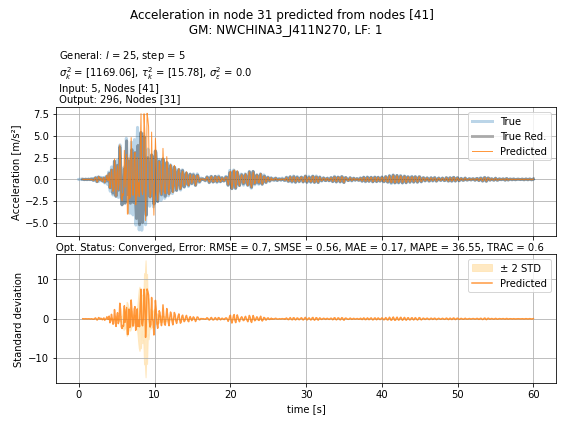 Acceleration in node 31 predicted from nodes [41]
GM: NWCHINA3_J411N270, LF: 1
General: l = 25, step = 5
σ²ₖ = [1169.06], τ²ₖ = [15.78], σ²ε = 0.0
Input: 5, Nodes [41]
Output: 296, Nodes [31]
Acceleration [m/s²]
7.5
5.0
2.5
0.0
−2.5
−5.0
True
True Red.
Predicted
Opt. Status: Converged, Error: RMSE = 0.7, SMSE = 0.56, MAE = 0.17, MAPE = 36.55, TRAC = 0.6
Standard deviation
10
0
−10
± 2 STD
Predicted
0 10 20 30 40 50 60
time [s]